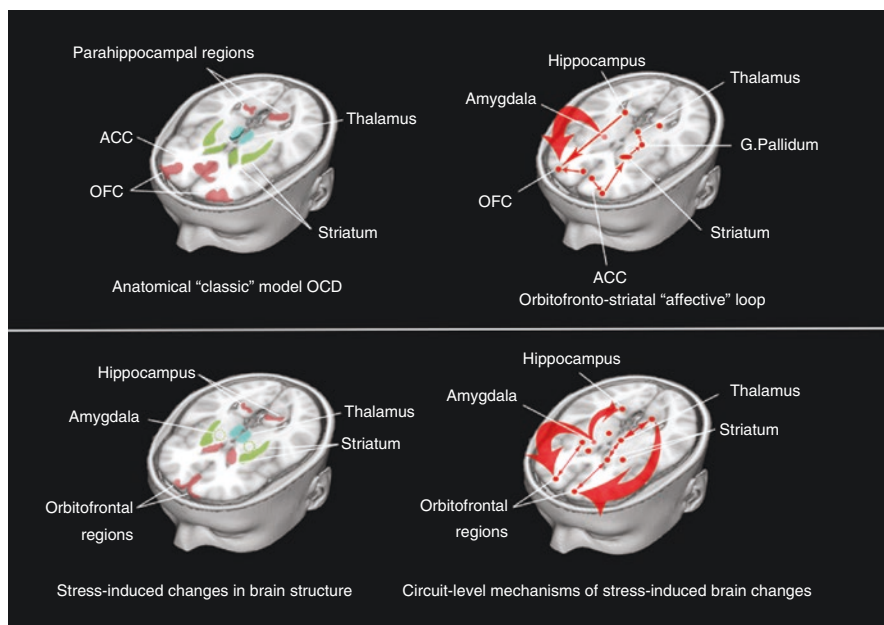 Parahippocampal regions
Thalamus
ACC
OFC
Striatum
Anatomical “classic” model OCD
Hippocampus
Thalamus
Amygdala
G.Pallidum
OFC
Striatum
ACC
Orbitofronto-striatal “affective” loop
Hippocampus
Amygdala
Thalamus
Striatum
Orbitofrontal
regions
Stress-induced changes in brain structure
Hippocampus
Amygdala
Thalamus
Striatum
Orbitofrontal
regions
Circuit-level mechanisms of stress-induced brain changes